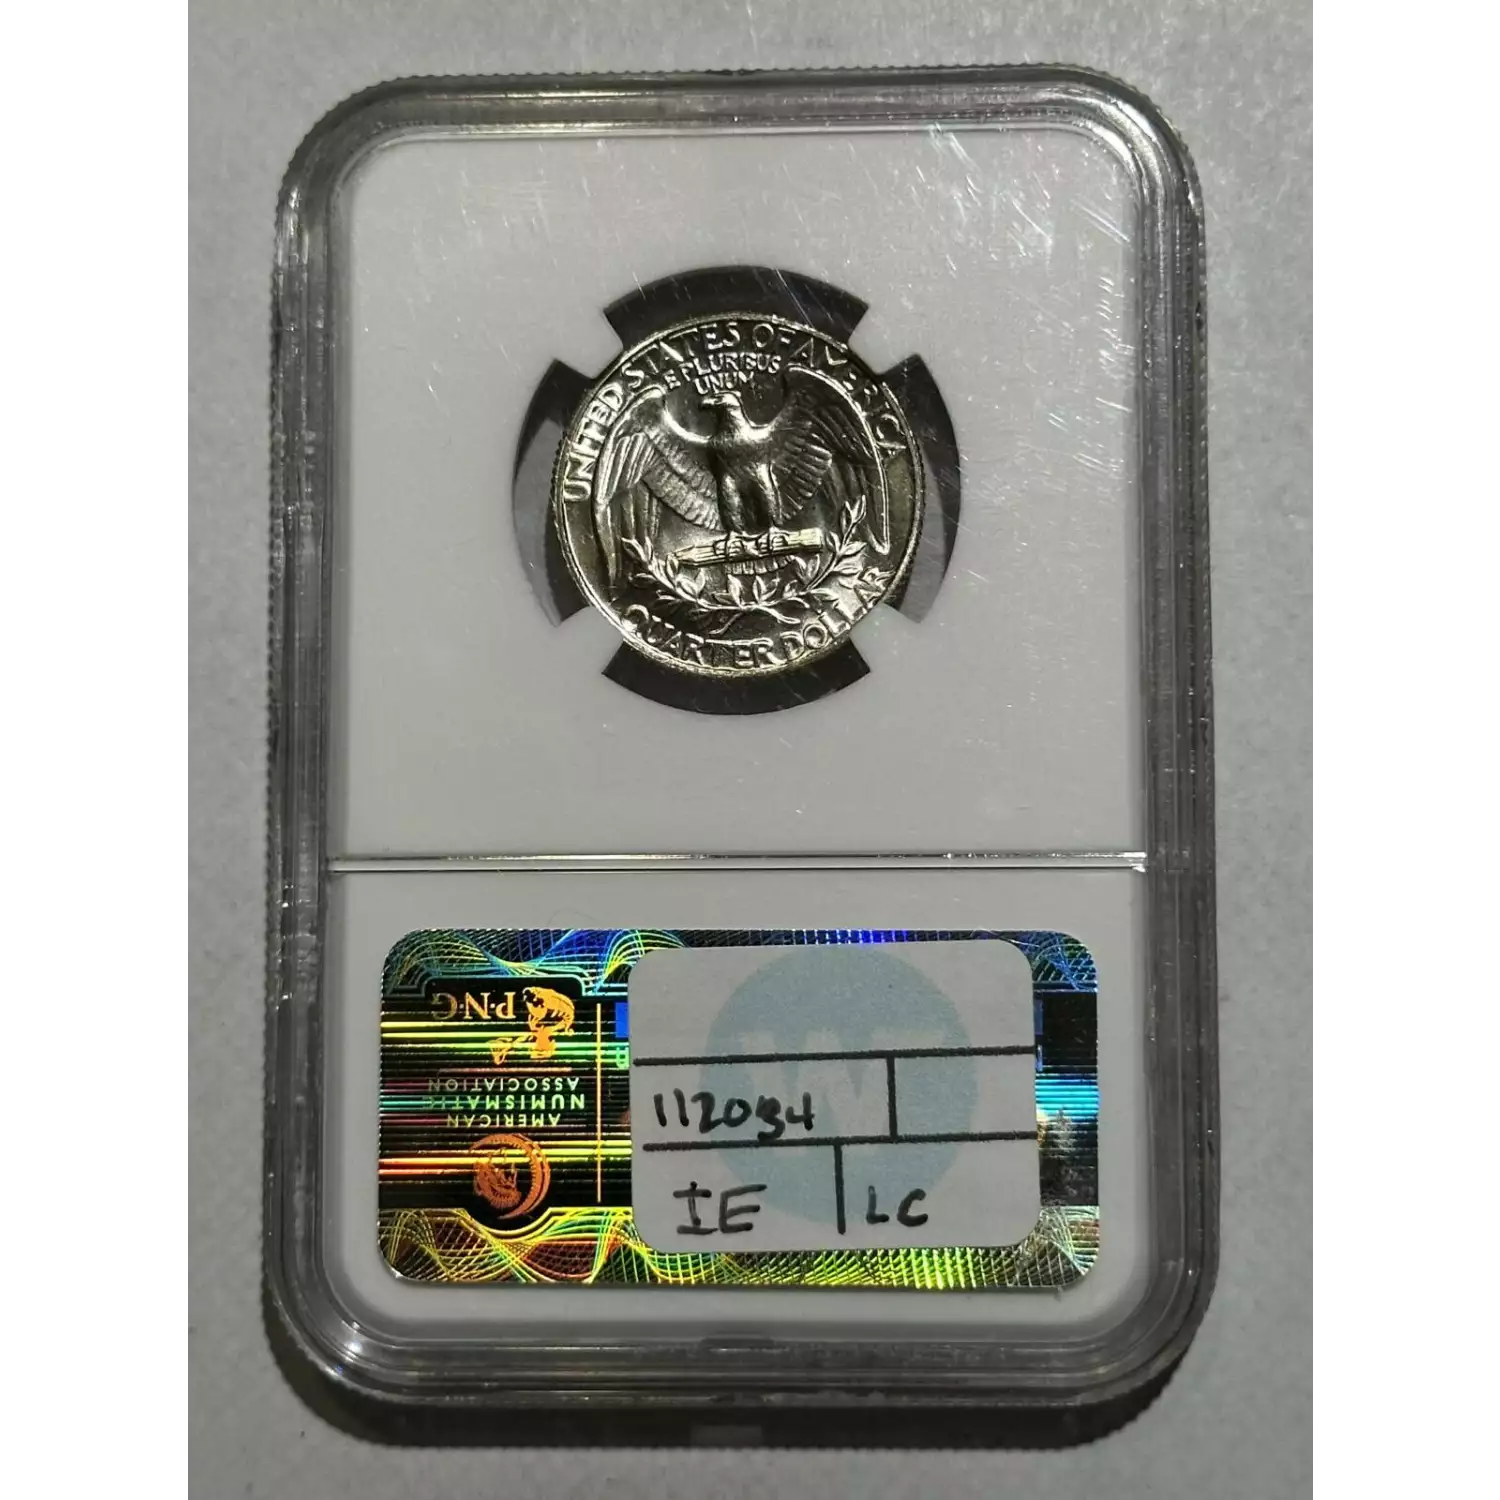 UNITED STATES OF AMERICA
E PLURIBUS
UNUM
QUARTER DOLLAR
P·N·G
AMERICAN
NUMISMATIC
ASSOCIATION
W
112034
IE LC